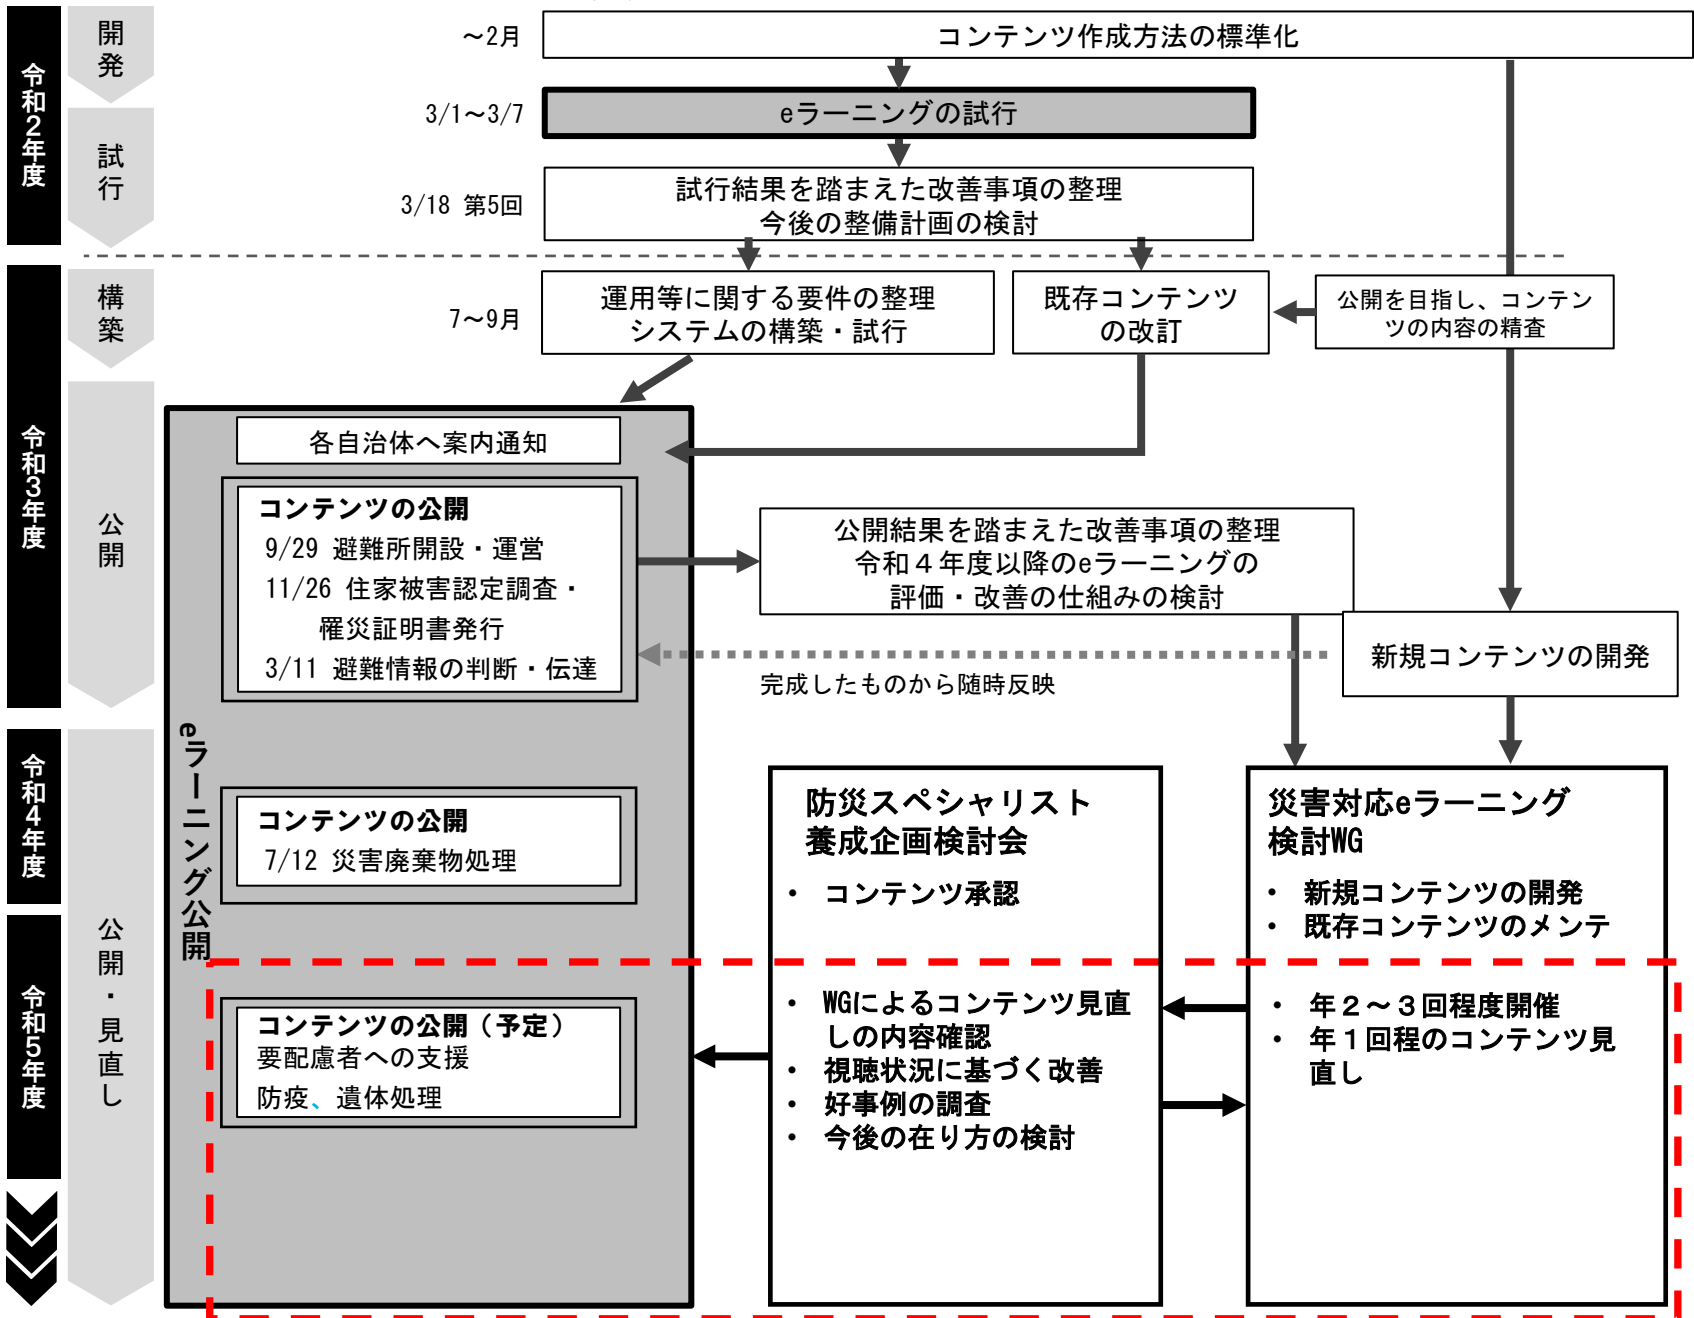 令和2年度
開発
試行
～2月
コンテンツ作成方法の標準化
3/1～3/7
eラーニングの試行
3/18 第5回
試行結果を踏まえた改善事項の整理
今後の整備計画の検討
令和3年度
構築
公開
7～9月
運用等に関する要件の整理
システムの構築・試行
既存コンテンツ
の改訂
公開を目指し、コンテン
ツの内容の精査
各自治体へ案内通知
コンテンツの公開
9/29 避難所開設・運営
11/26 住家被害認定調査・
罹災証明書発行
3/11 避難情報の判断・伝達
公開結果を踏まえた改善事項の整理
令和４年度以降のeラーニングの
評価・改善の仕組みの検討
新規コンテンツの開発
完成したものから随時反映
eラーニング公開
令和4年度
令和5年度
公開・見直し
コンテンツの公開
7/12 災害廃棄物処理
コンテンツの公開（予定）
要配慮者への支援
防疫、遺体処理
防災スペシャリスト
養成企画検討会
・ コンテンツ承認
・ WGによるコンテンツ見直
しの内容確認
・ 視聴状況に基づく改善
・ 好事例の調査
・ 今後の在り方の検討
災害対応eラーニング
検討WG
・ 新規コンテンツの開発
・ 既存コンテンツのメンテ
・ 年２～３回程度開催
・ 年１回程のコンテンツ見
直し